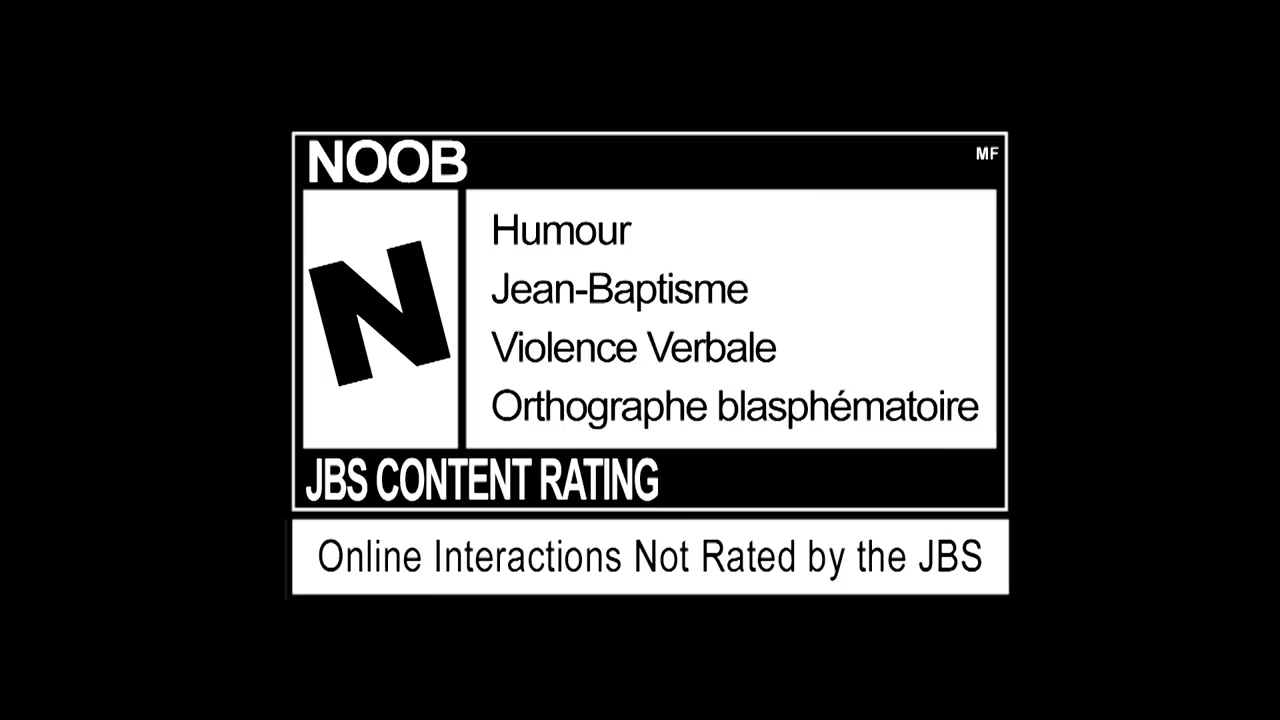 NOOB
MF
N
Humour
Jean-Baptisme
Violence Verbale
Orthographe blasphématoire
JBS CONTENT RATING
Online Interactions Not Rated by the JBS